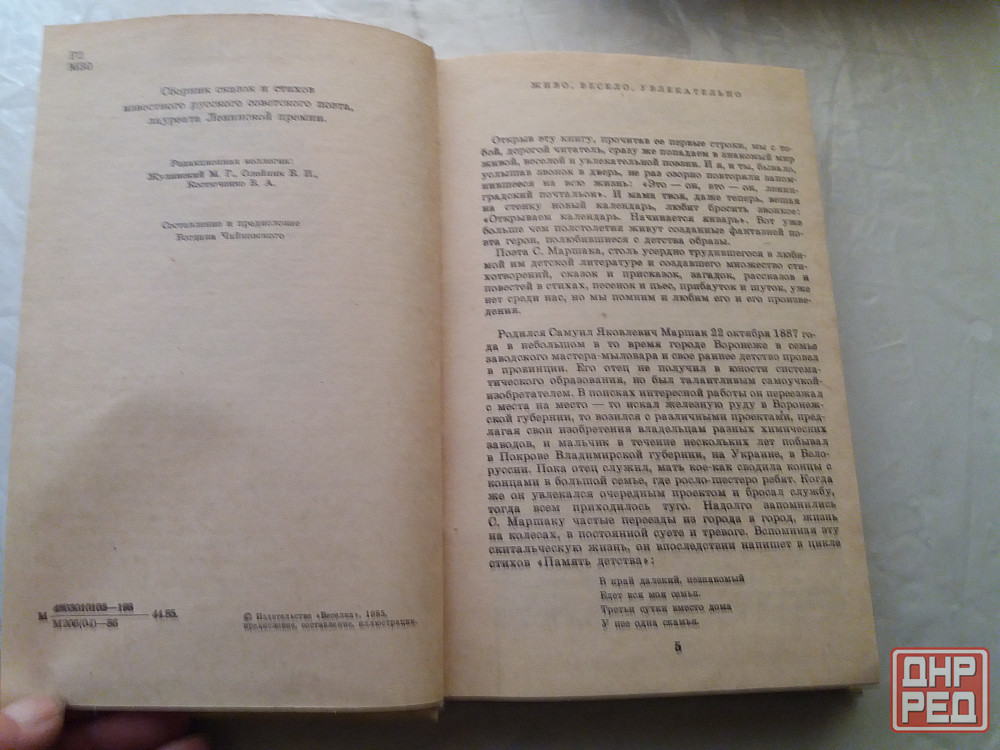 Р2
М30
Сборник сказок и стихов
известного русского советского поэта,
лауреата Ленинской премии.
Редакционная коллегия:
Жулинский М. Г., Олейник Б. И.,
Костюченко В. А.
Составление и предисловие
Богдана Чайковского
М 4803010102—198
М206(04)—86
44.85.
© Издательство «Веселка», 1985,
предисловие, составление, иллюстрации.
ЖИВО, ВЕСЕЛО, УВЛЕКАТЕЛЬНО
Открыв эту книгу, прочитав ее первые строки, мы с то-
бой, дорогой читатель, сразу же попадаем в знакомый мир
живой, веселой и увлекательной поэзии. И я, и ты, бывало,
услышав звонок в дверь, не раз озорно повторяли запом-
нившиеся на всю жизнь: «Это — он, это — он, ленин-
градский почтальон». И мама твоя, даже теперь, вешая
на стенку новый календарь, любит бросить звонкое:
«Открываем календарь. Начинается январь». Вот уже
больше чем полстолетия живут созданные фантазией по-
эта герои, полюбившиеся с детства образы.
Поэта С. Маршака, столь усердно трудившегося в люби-
мой им детской литературе и создавшего множество сти-
хотворений, сказок и присказок, загадок, рассказов и
повестей в стихах, песенок и пьес, прибауток и шуток, уже
нет среди нас, но мы помним и любим его и его произве-
дения.
Родился Самуил Яковлевич Маршак 22 октября 1887 го-
да в небольшом в то время городе Воронеже в семье
заводского мастера-мыловара и свое раннее детство провел
в провинции. Его отец не получил в юности система-
тического образования, но был талантливым самоучкой-
изобретателем. В поисках интересной работы он переезжал
с места на место — то искал железную руду в Воронеж-
ской губернии, то возился с различными проектами, пред-
лагая свои изобретения владельцам разных химических
заводов, и мальчик в течение нескольких лет побывал
в Покрове Владимирской губернии, на Украине, в Бело-
руссии. Пока отец служил, мать кое-как сводила концы с
концами в большой семье, где росло шестеро ребят. Когда
же он увлекался очередным проектом и бросал службу,
тогда всем приходилось туго. Надолго запомнились
С. Маршаку частые переезды из города в город, жизнь
на колесах, в постоянной суете и тревоге. Вспоминая эту
скитальческую жизнь, он впоследствии напишет в цикле
стихов «Память детства»:
В край далекий, незнакомый
Едет вся моя семья.
Третьи сутки вместо дома
У нее одна скамья.
5
ДНР
РЕД